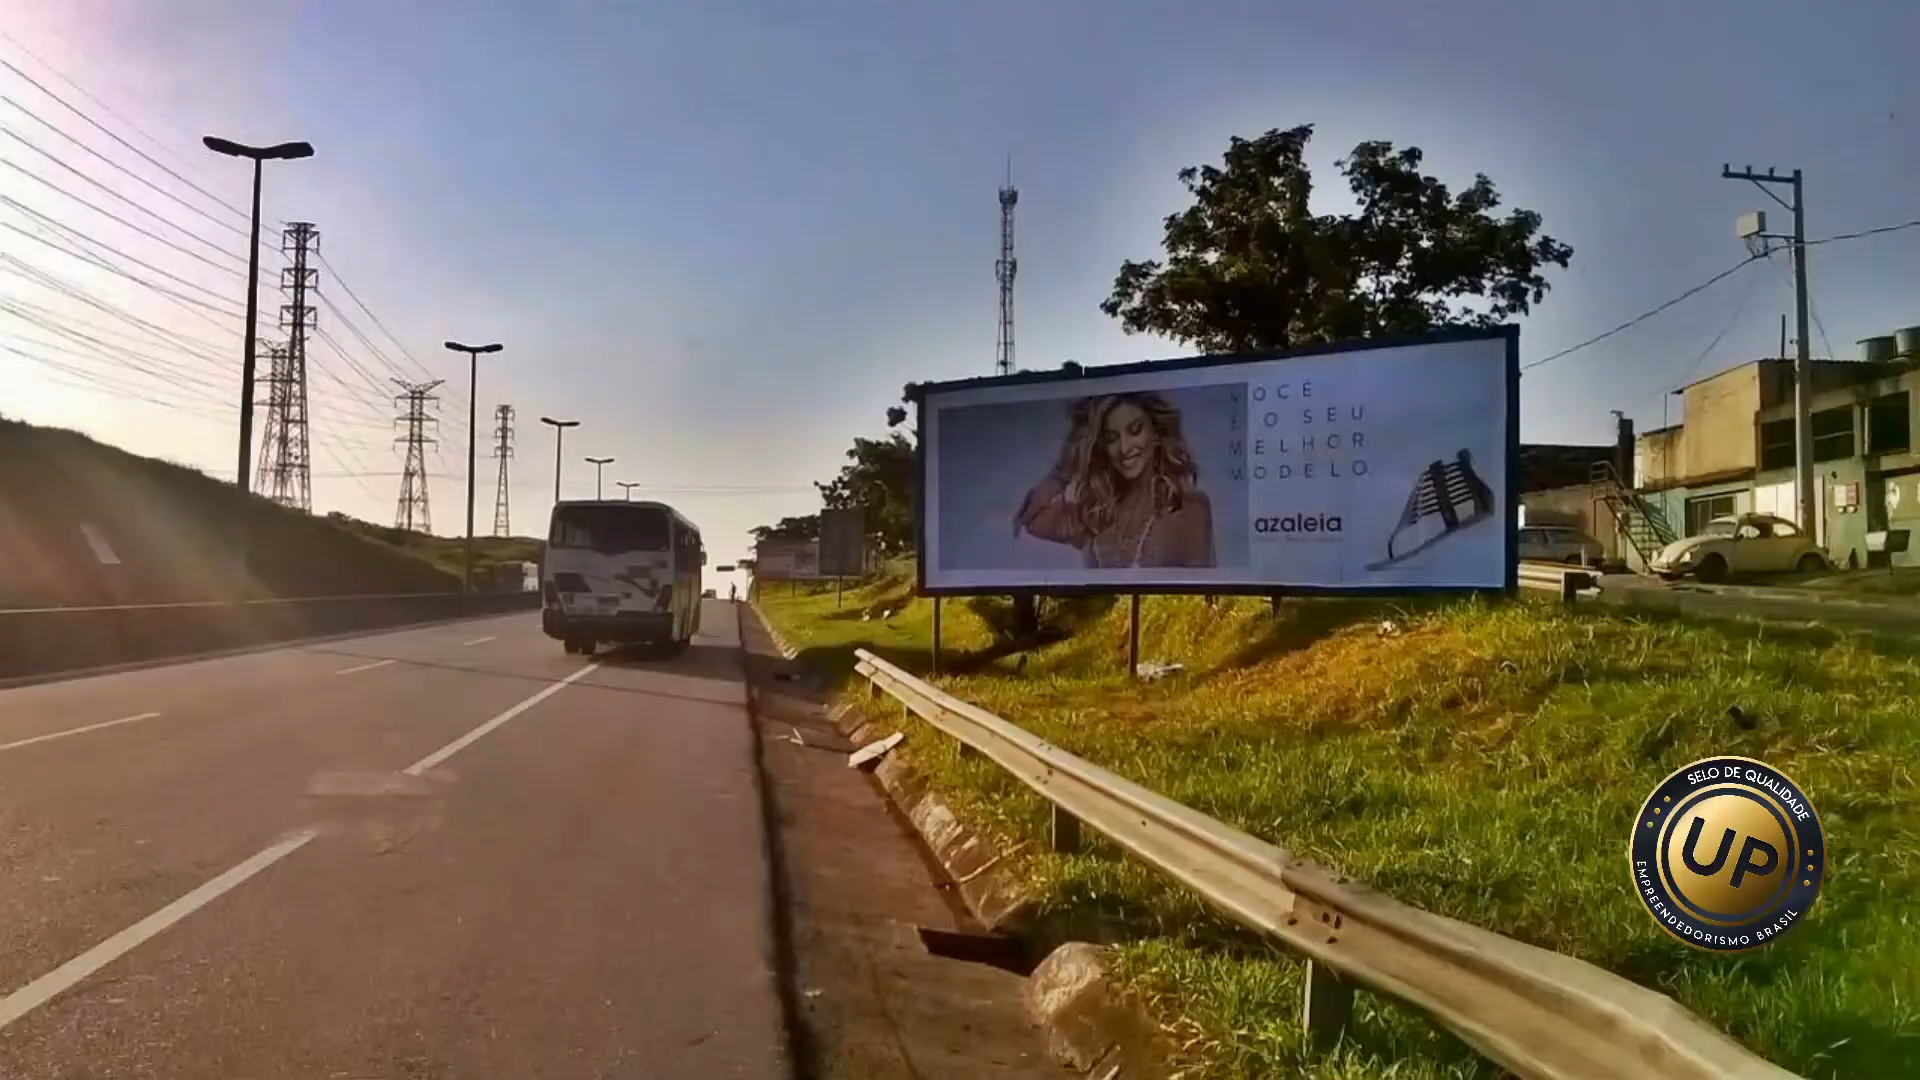 VOCÊ
É O SEU
MELHOR
MODELO.
azaleia
SELO DE QUALIDADE
UP
EMPREENDEDORISMO BRASIL